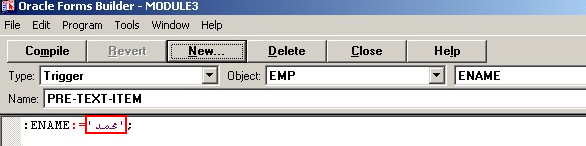 Oracle Forms Builder - MODULE3
File Edit Program Tools Window Help
Compile Revert New... Delete Close Help
Type: Trigger Object: EMP ENAME
Name: PRE-TEXT-ITEM
:ENAME:='محمد';